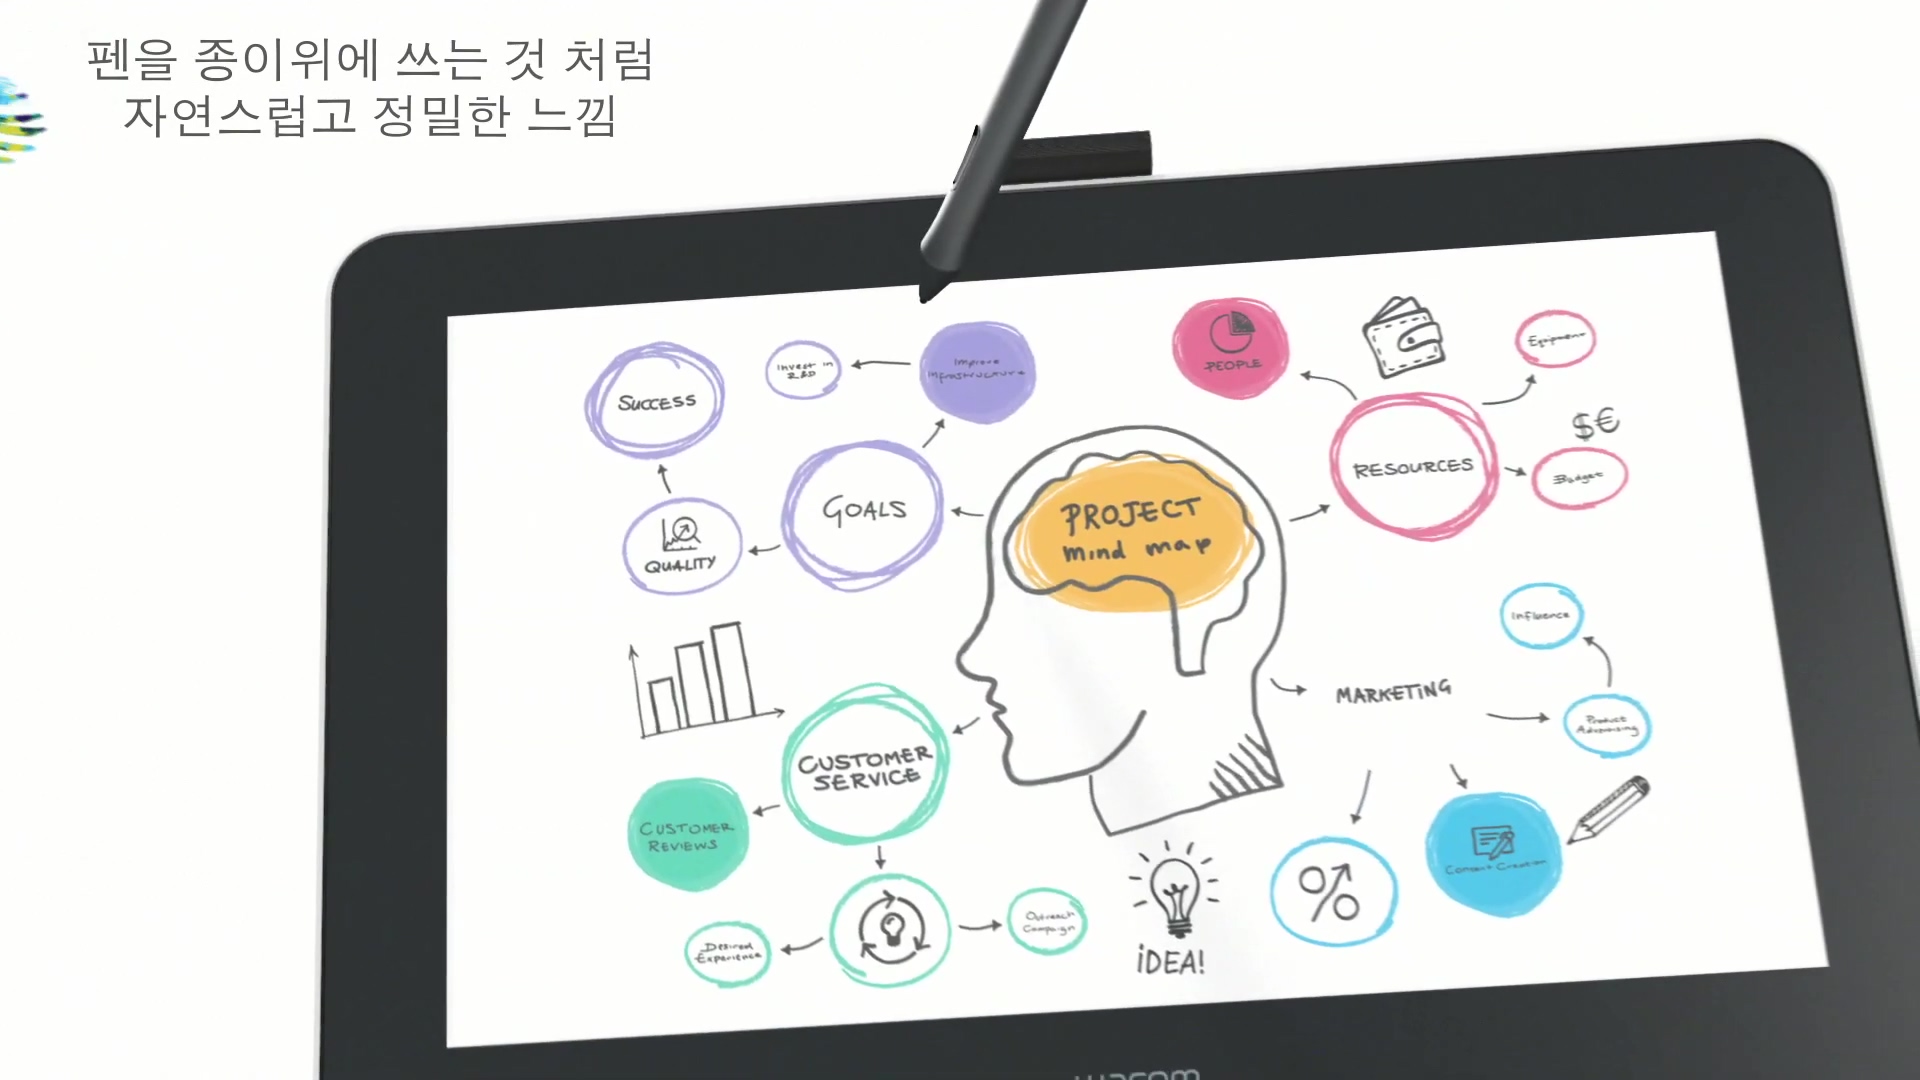 펜을 종이위에 쓰는 것 처럼
자연스럽고 정밀한 느낌
SUCCESS
Invest in
R&D
Improve
Infrastructure
GOALS
QUALITY
PROJECT
mind map
PEOPLE
RESOURCES
Equipment
$€
Budget
Influence
MARKETING
Product
Advertising
Content Creation
CUSTOMER
SERVICE
CUSTOMER
REVIEWS
Desired
Experience
Outreach
Campaign
iDEA!
wacom